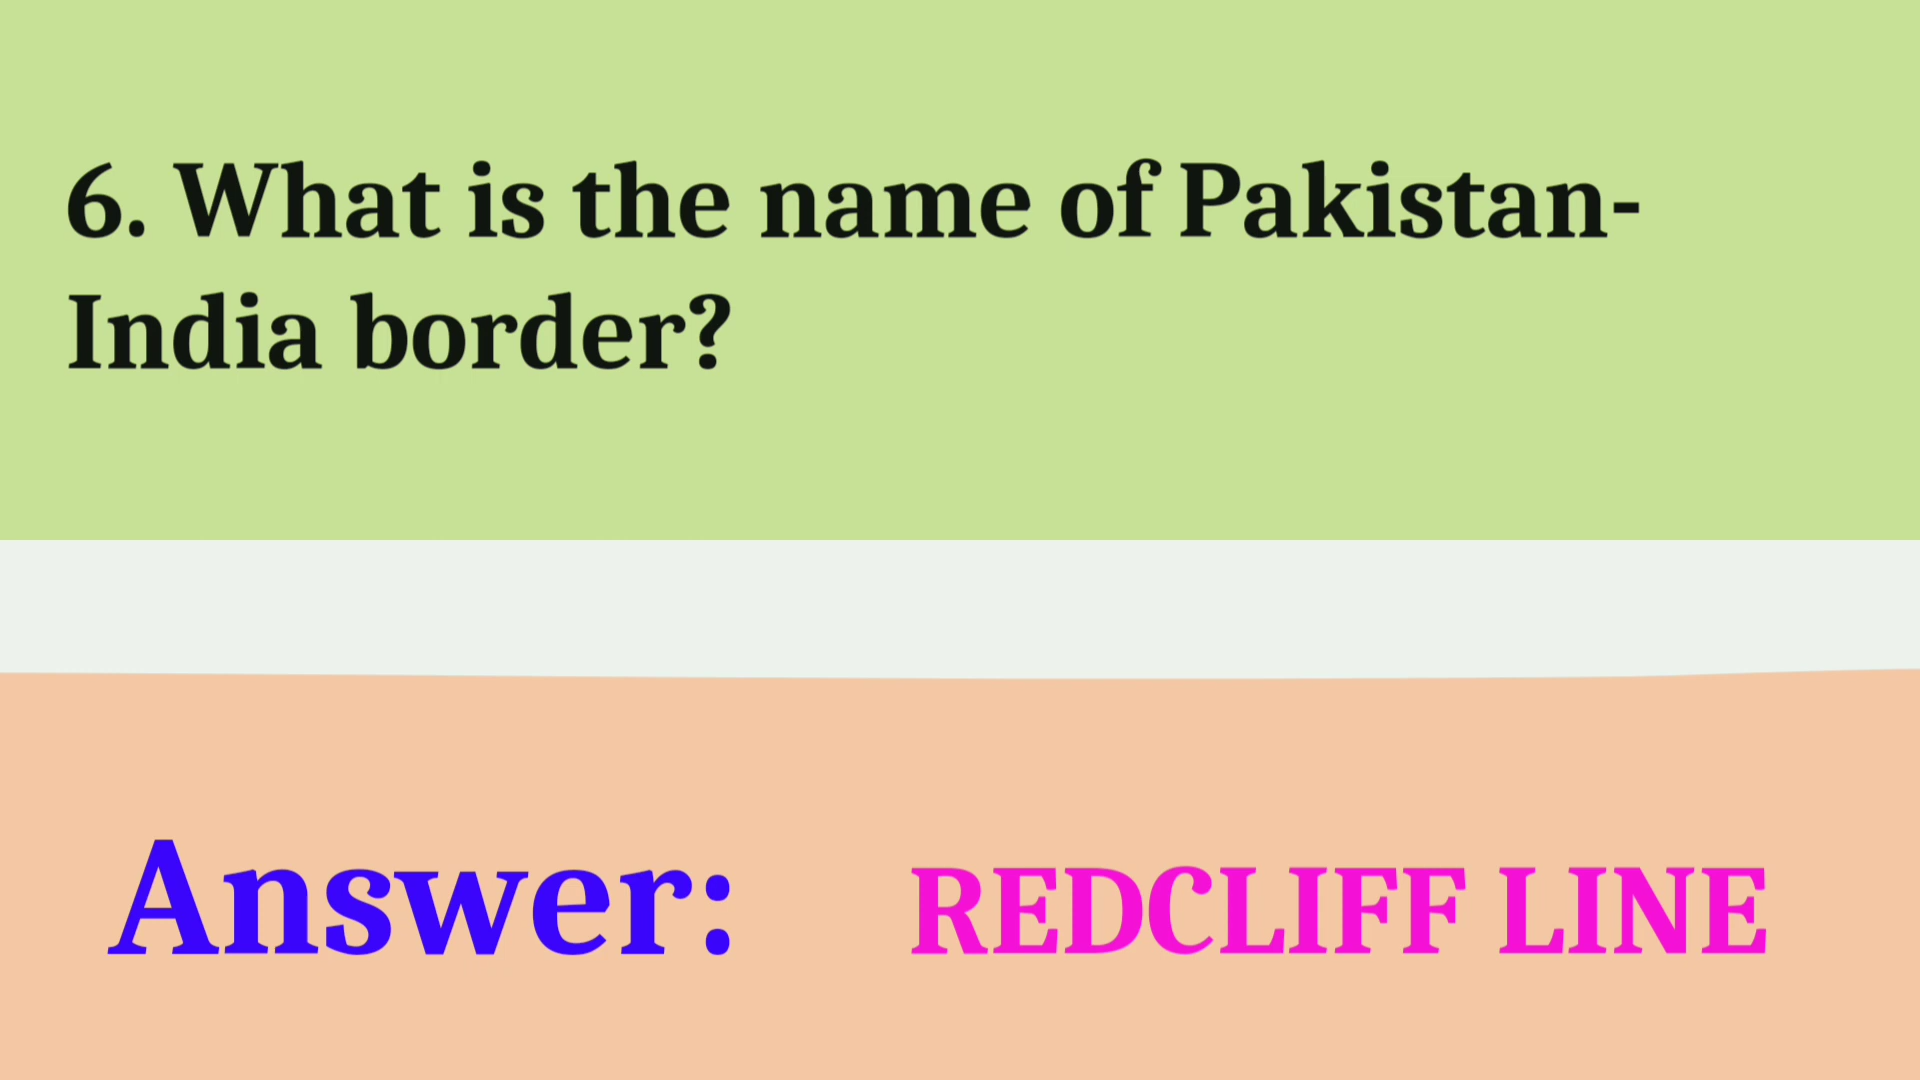 6. What is the name of Pakistan-
India border?
Answer: REDCLIFF LINE